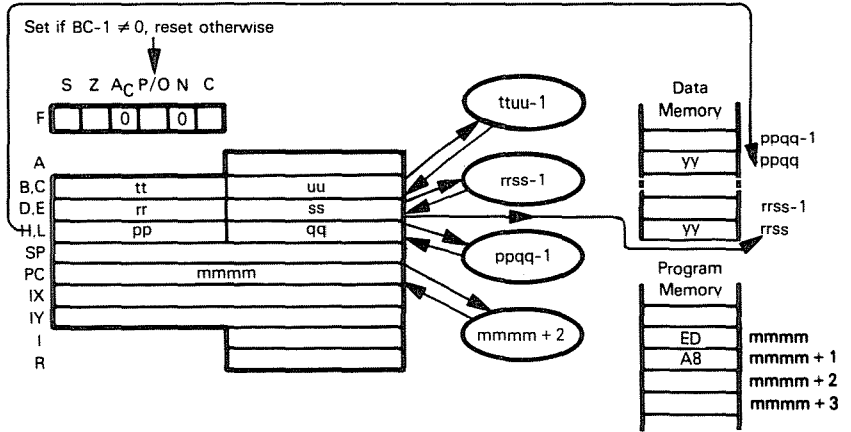 Set if BC-1 ≠ 0, reset otherwise
S Z AC P/O N C
F 0 0
A
B,C tt uu
D,E rr ss
H,L pp qq
SP
PC mmmm
IX
IY
I
R
ttuu-1
rrss-1
ppqq-1
mmmm + 2
Data
Memory
ppqq-1
yy ppqq
rrss-1
yy rrss
Program
Memory
ED mmmm
A8 mmmm + 1
mmmm + 2
mmmm + 3